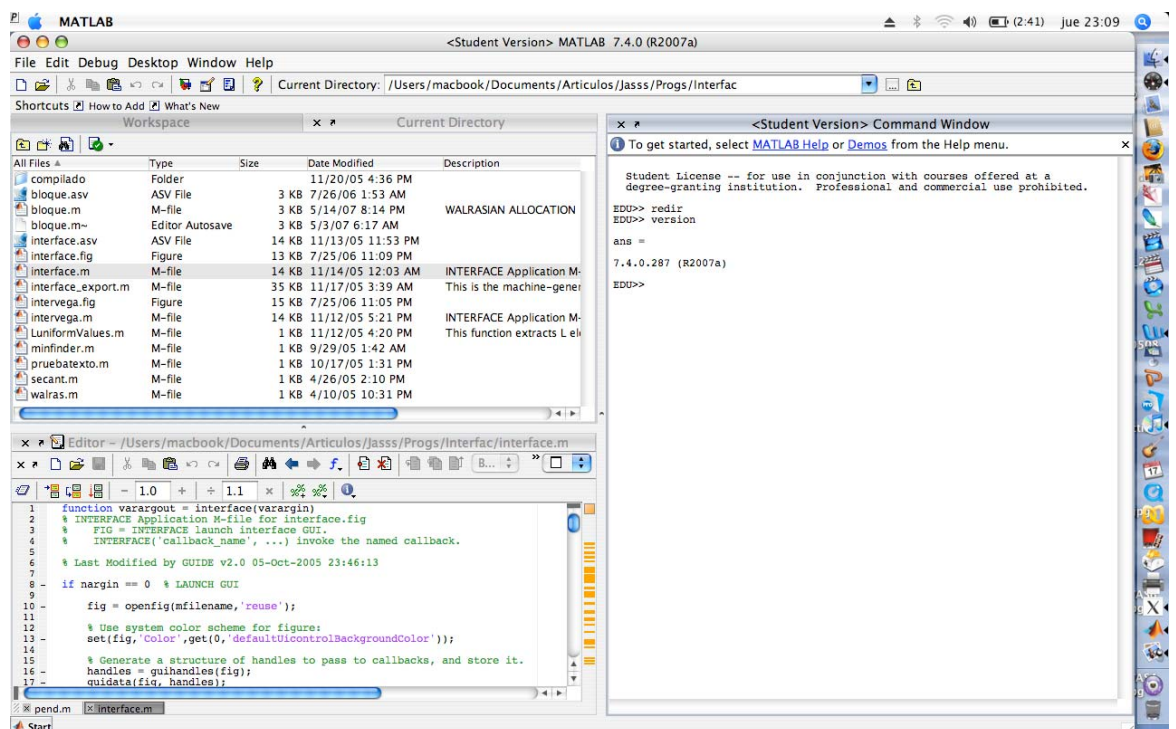 MATLAB (2:41) jue 23:09
<Student Version> MATLAB 7.4.0 (R2007a)
File Edit Debug Desktop Window Help
Current Directory: /Users/macbook/Documents/Articulos/Jasss/Progs/Interfac
Shortcuts How to Add What's New
Workspace
Current Directory
All Files Type Size Date Modified Description
compilado Folder 11/20/05 4:36 PM
bloque.asv ASV File 3 KB 7/26/06 1:53 AM
bloque.m M-file 3 KB 5/14/07 8:14 PM WALRASIAN ALLOCATION
bloque.m~ Editor Autosave 3 KB 5/3/07 6:17 AM
interface.asv ASV File 14 KB 11/13/05 11:53 PM
interface.fig Figure 13 KB 7/25/06 11:09 PM
interface.m M-file 14 KB 11/14/05 12:03 AM INTERFACE Application M-
interface_export.m M-file 35 KB 11/17/05 3:39 AM This is the machine-gener
intervega.fig Figure 15 KB 7/25/06 11:05 PM
intervega.m M-file 14 KB 11/12/05 5:21 PM INTERFACE Application M-
LuniformValues.m M-file 1 KB 11/12/05 4:20 PM This function extracts L ele
minfinder.m M-file 1 KB 9/29/05 1:42 AM
pruebatexto.m M-file 1 KB 10/17/05 1:31 PM
secant.m M-file 1 KB 4/26/05 2:10 PM
walras.m M-file 1 KB 4/10/05 10:31 PM
Editor – /Users/macbook/Documents/Articulos/Jasss/Progs/Interfac/interface.m
B...
− 1.0 + ÷ 1.1 ×
1 function varargout = interface(varargin)
2 % INTERFACE Application M-file for interface.fig
3 % FIG = INTERFACE launch interface GUI.
4 % INTERFACE('callback_name', ...) invoke the named callback.
5
6 % Last Modified by GUIDE v2.0 05-Oct-2005 23:46:13
7
8 - if nargin == 0 % LAUNCH GUI
9
10 - fig = openfig(mfilename,'reuse');
11
12 % Use system color scheme for figure:
13 - set(fig,'Color',get(0,'defaultUicontrolBackgroundColor'));
14
15 % Generate a structure of handles to pass to callbacks, and store it.
16 - handles = guihandles(fig);
17 - guidata(fig, handles);
pend.m interface.m
Start
<Student Version> Command Window
To get started, select MATLAB Help or Demos from the Help menu.
Student License -- for use in conjunction with courses offered at a
degree-granting institution. Professional and commercial use prohibited.
EDU>> redir
EDU>> version
ans =
7.4.0.287 (R2007a)
EDU>>
17